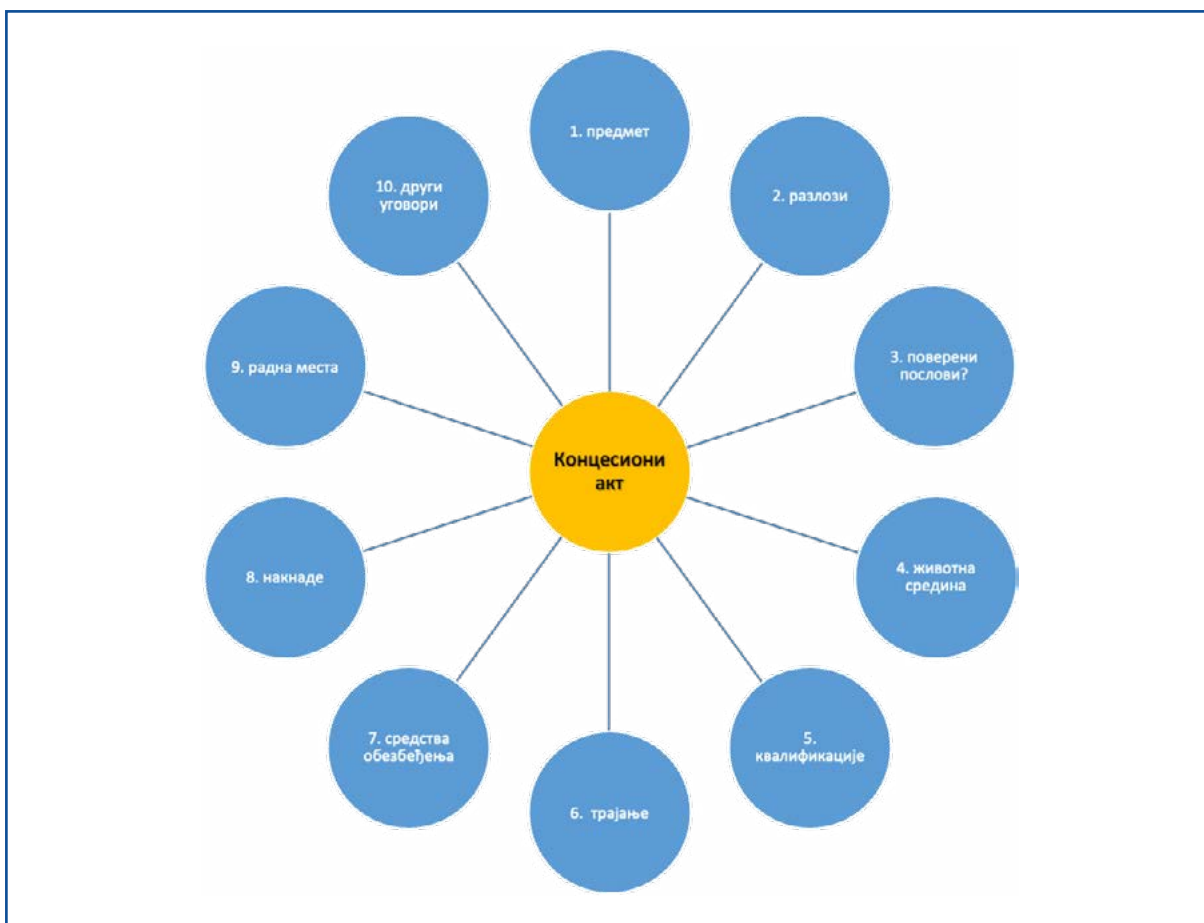 1. предмет
2. разлози
3. поверени
послови?
4. животна
средина
5.
квалификације
6. трајање
7. средства
обезбеђења
8. накнаде
9. радна места
10. други
уговори
Концесиони
акт